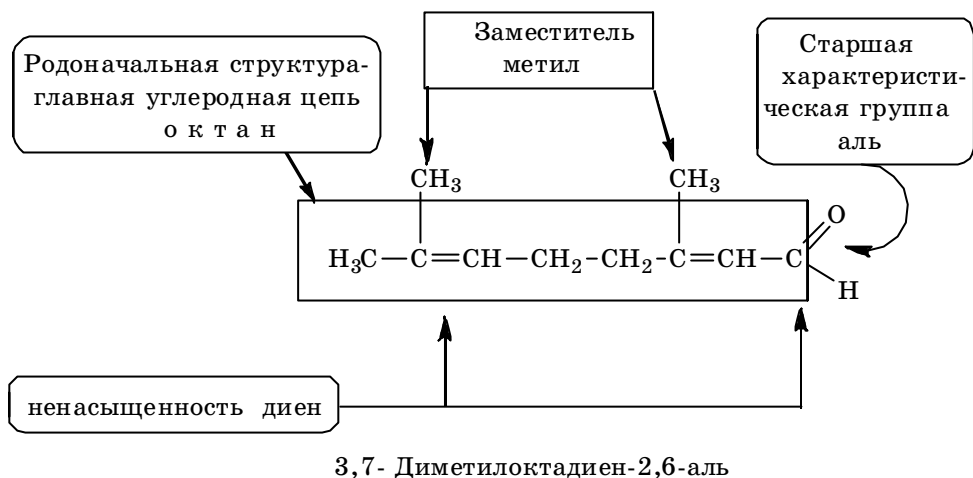 Родоначальная структура-
главная углеродная цепь
о к т а н
Заместитель
метил
Старшая
характеристи-
ческая группа
аль
CH3
CH3
O
H3C—C=CH—CH2-CH2-C=CH—C
H
ненасыщенность диен
3,7- Диметилоктадиен-2,6-аль